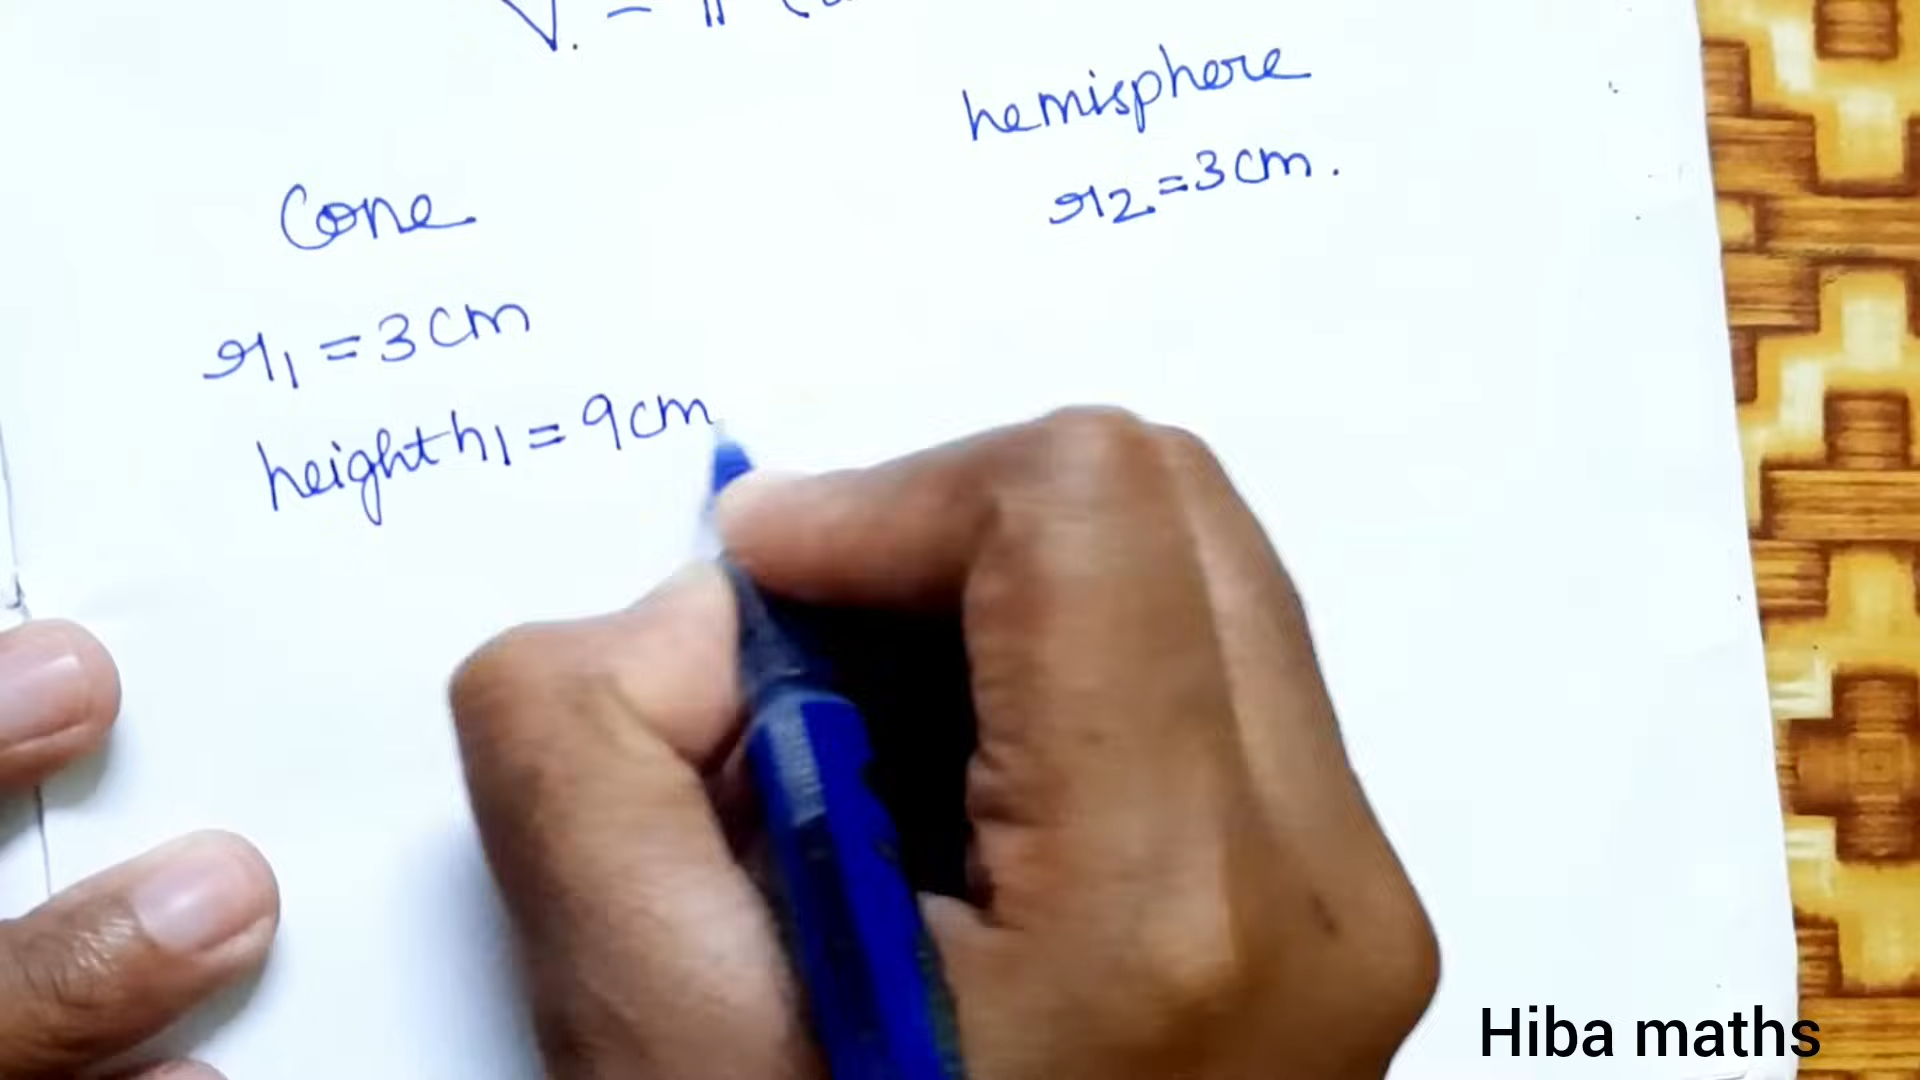 V. = π (
hemisphere
r2 = 3cm.
Cone
r1 = 3cm
height h1 = 9cm
Hiba maths